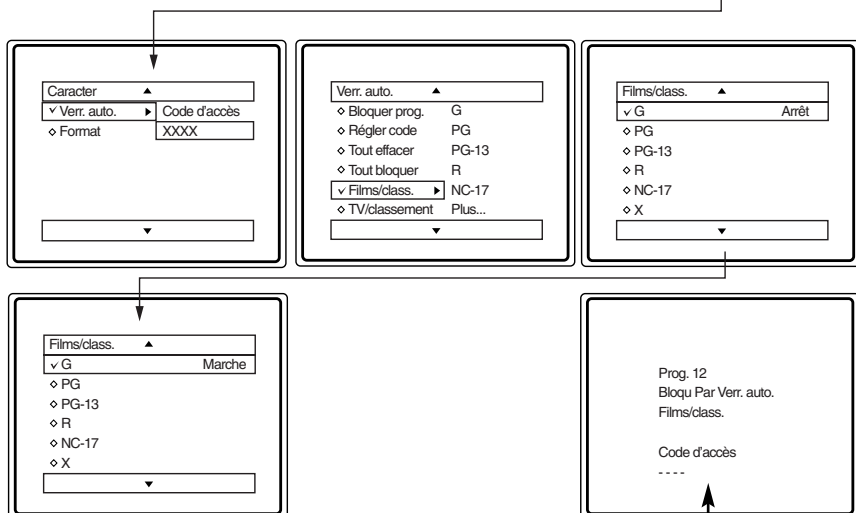 Caracter
Verr. auto. Code d'accès
Format XXXX
Verr. auto.
Bloquer prog. G
Régler code PG
Tout effacer PG-13
Tout bloquer R
Films/class. NC-17
TV/classement Plus...
Films/class.
G Arrêt
PG
PG-13
R
NC-17
X
Films/class.
G Marche
PG
PG-13
R
NC-17
X
Prog. 12
Bloqu Par Verr. auto.
Films/class.
Code d'accès
- - - -